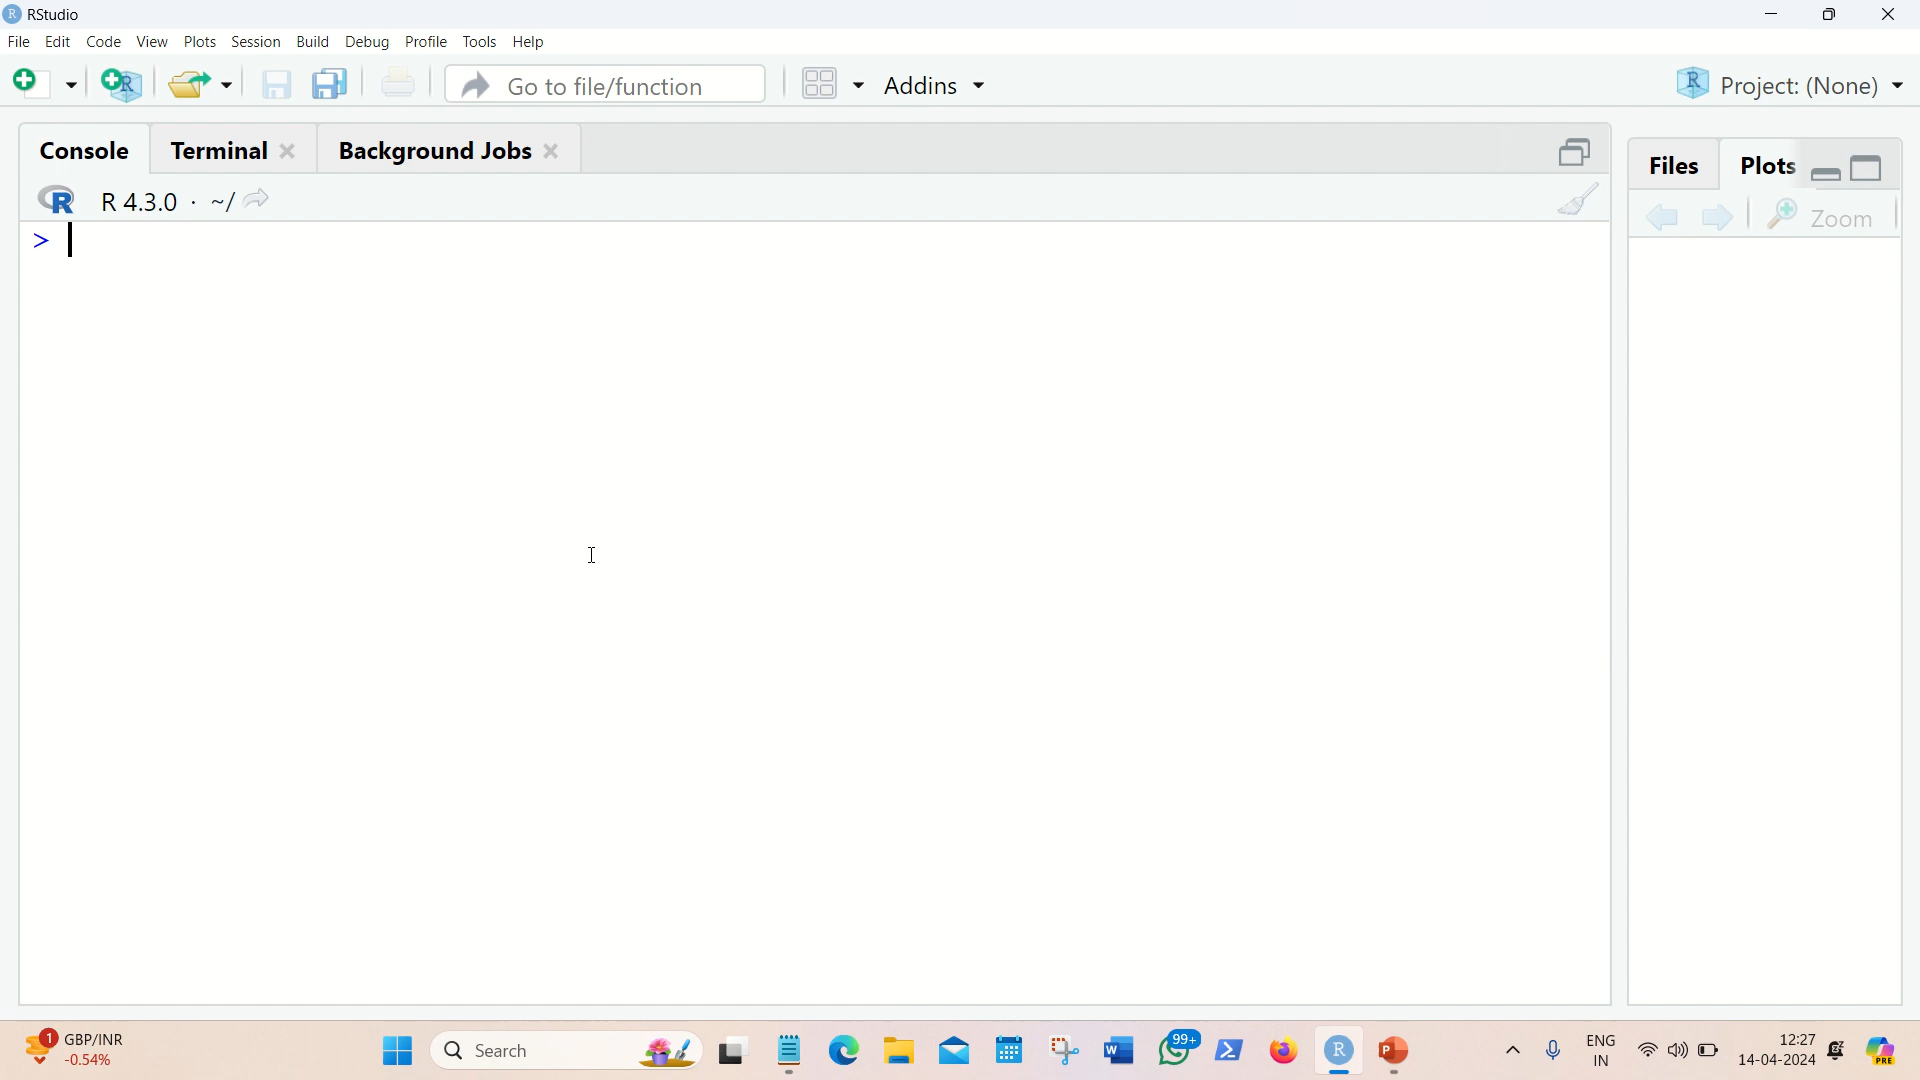 RStudio
File Edit Code View Plots Session Build Debug Profile Tools Help
Go to file/function Addins Project: (None)
Console Terminal Background Jobs
Files Plots
R 4.3.0 · ~/
Zoom
>
1 GBP/INR
-0.54%
Search
99+
ENG
IN
12:27
14-04-2024
PRE